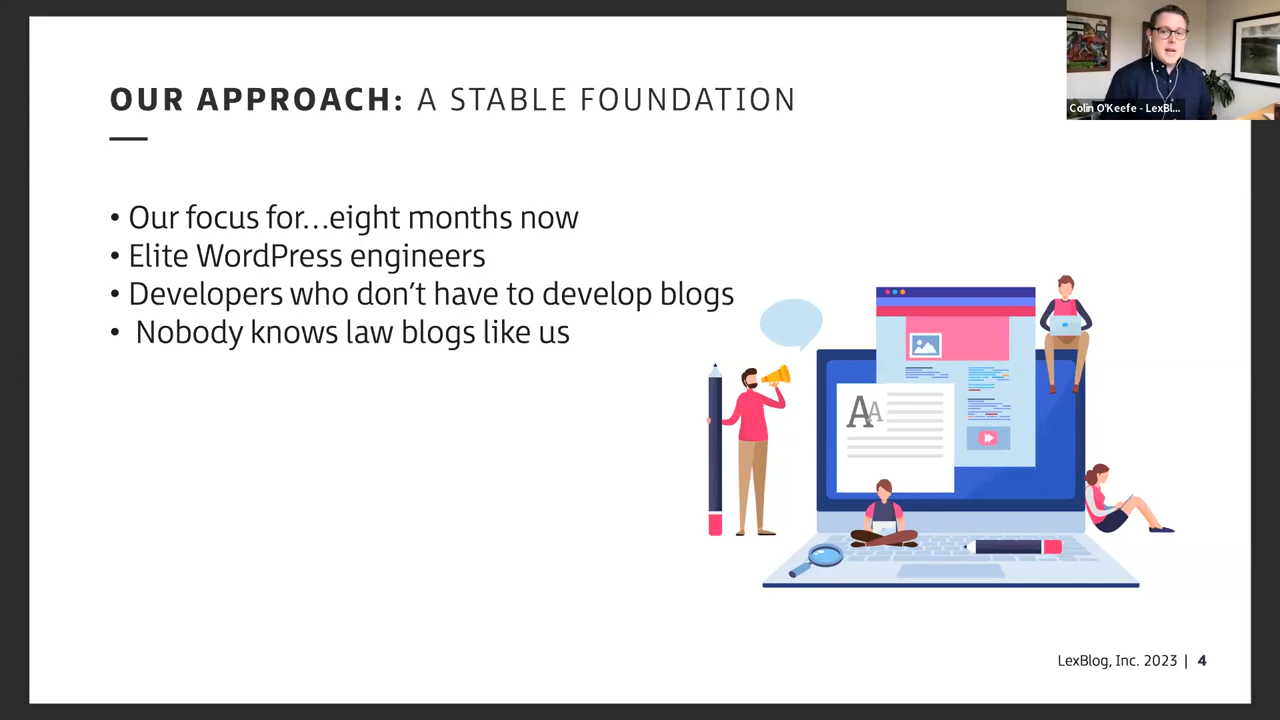 OUR APPROACH: A STABLE FOUNDATION
• Our focus for...eight months now
• Elite WordPress engineers
• Developers who don't have to develop blogs
• Nobody knows law blogs like us
AA
LexBlog, Inc. 2023 | 4
Colin O'Keefe - LexBl...